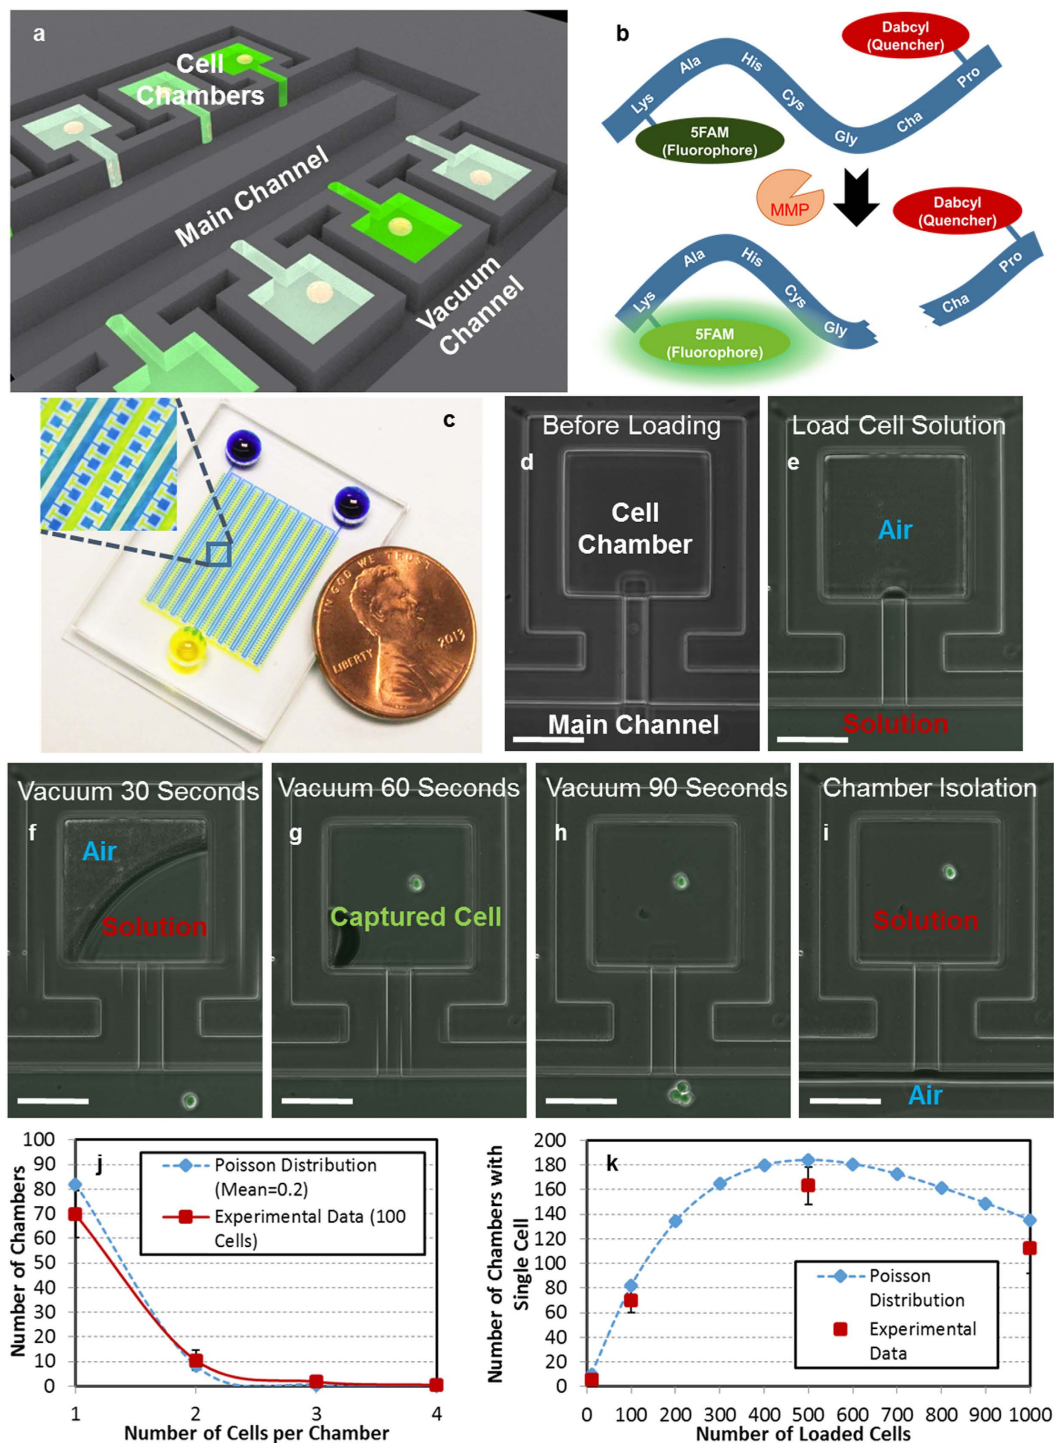 a
Cell
Chambers
Main Channel
Vacuum
Channel
b
Dabcyl
(Quencher)
Lys
Ala
His
Cys
Gly
Cha
Pro
5FAM
(Fluorophore)
MMP
Dabcyl
(Quencher)
Lys
Ala
His
Cys
Gly
Cha
Pro
5FAM
(Fluorophore)
c
IN GOD WE TRUST
LIBERTY
2013
Before Loading
d
Cell
Chamber
Main Channel
Load Cell Solution
e
Air
Solution
Vacuum 30 Seconds
f
Air
Solution
Vacuum 60 Seconds
g
Captured Cell
Vacuum 90 Seconds
h
Chamber Isolation
i
Solution
Air
j
Number of Chambers
100
90
80
70
60
50
40
30
20
10
0
Poisson Distribution
(Mean=0.2)
Experimental Data (100
Cells)
1 2 3 4
Number of Cells per Chamber
k
Number of Chambers with
Single Cell
200
180
160
140
120
100
80
60
40
20
0
Poisson
Distribution
Experimental
Data
0 100 200 300 400 500 600 700 800 900 1000
Number of Loaded Cells